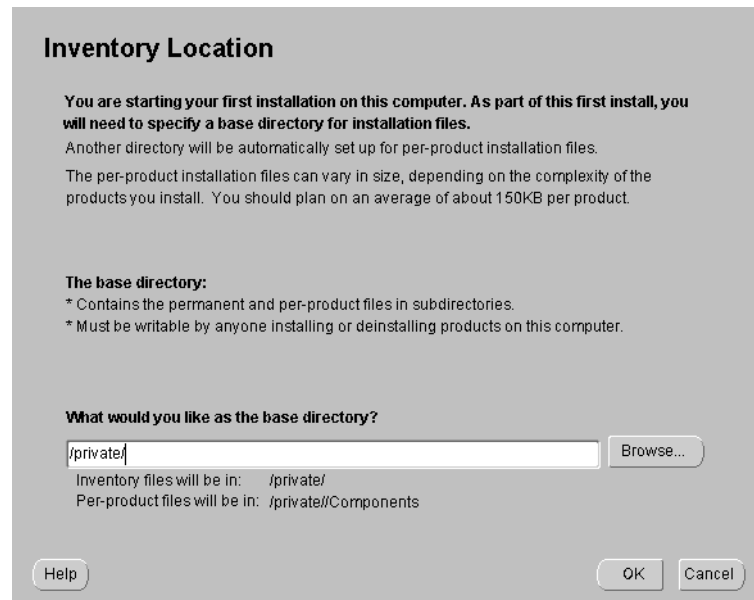 Inventory Location
You are starting your first installation on this computer. As part of this first install, you
will need to specify a base directory for installation files.
Another directory will be automatically set up for per-product installation files.
The per-product installation files can vary in size, depending on the complexity of the
products you install. You should plan on an average of about 150KB per product.
The base directory:
* Contains the permanent and per-product files in subdirectories.
* Must be writable by anyone installing or deinstalling products on this computer.
What would you like as the base directory?
/private/
Browse...
Inventory files will be in: /private/
Per-product files will be in: /private//Components
Help
OK
Cancel